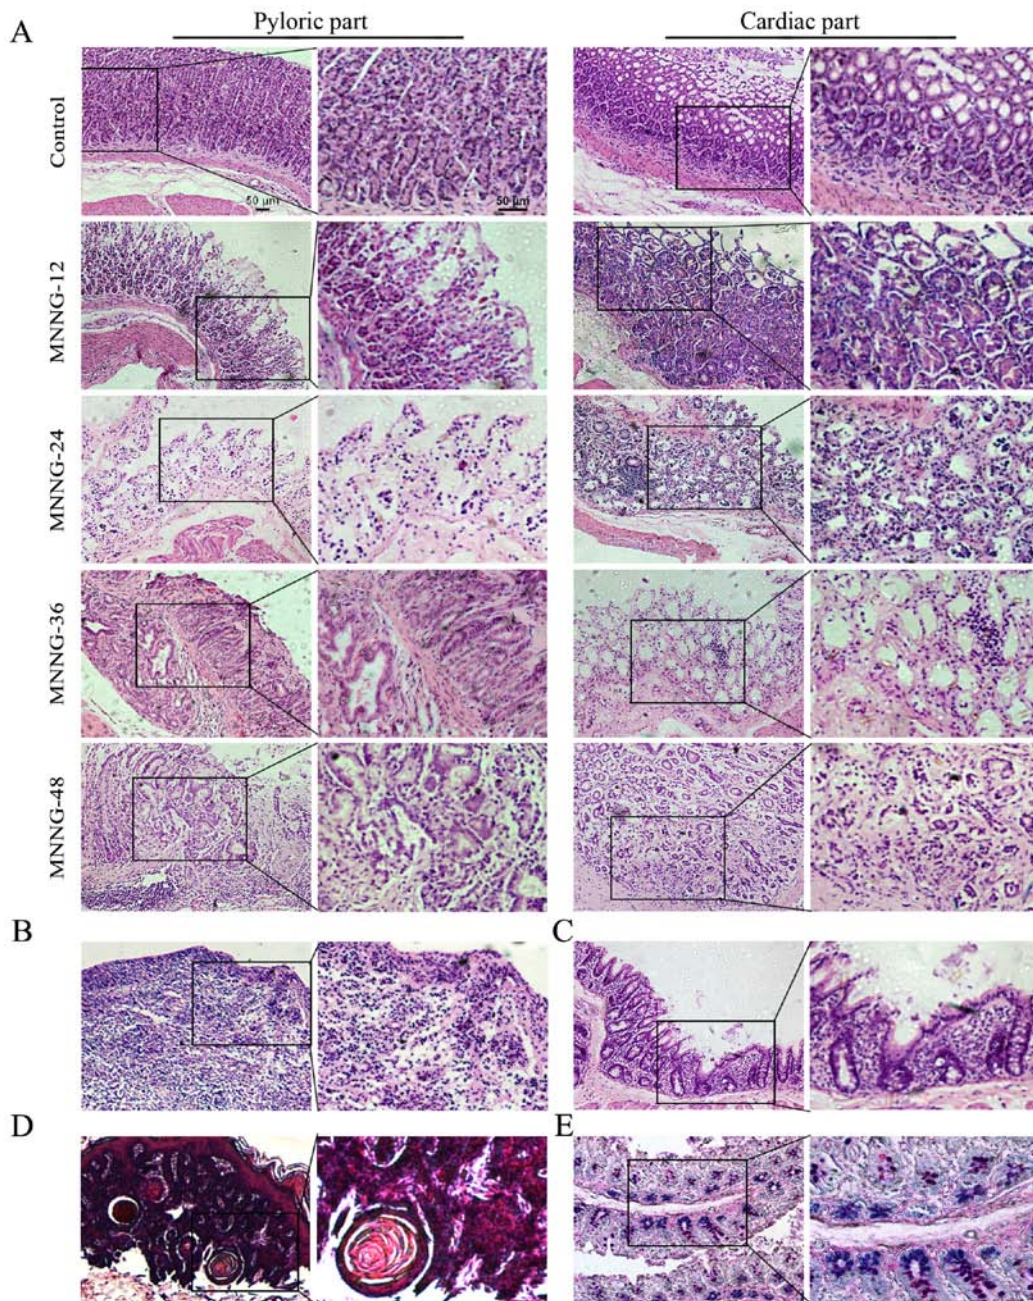 A
Pyloric part
Cardiac part
Control
50 μm
50 μm
MNNG-12
MNNG-24
MNNG-36
MNNG-48
B
C
D
E